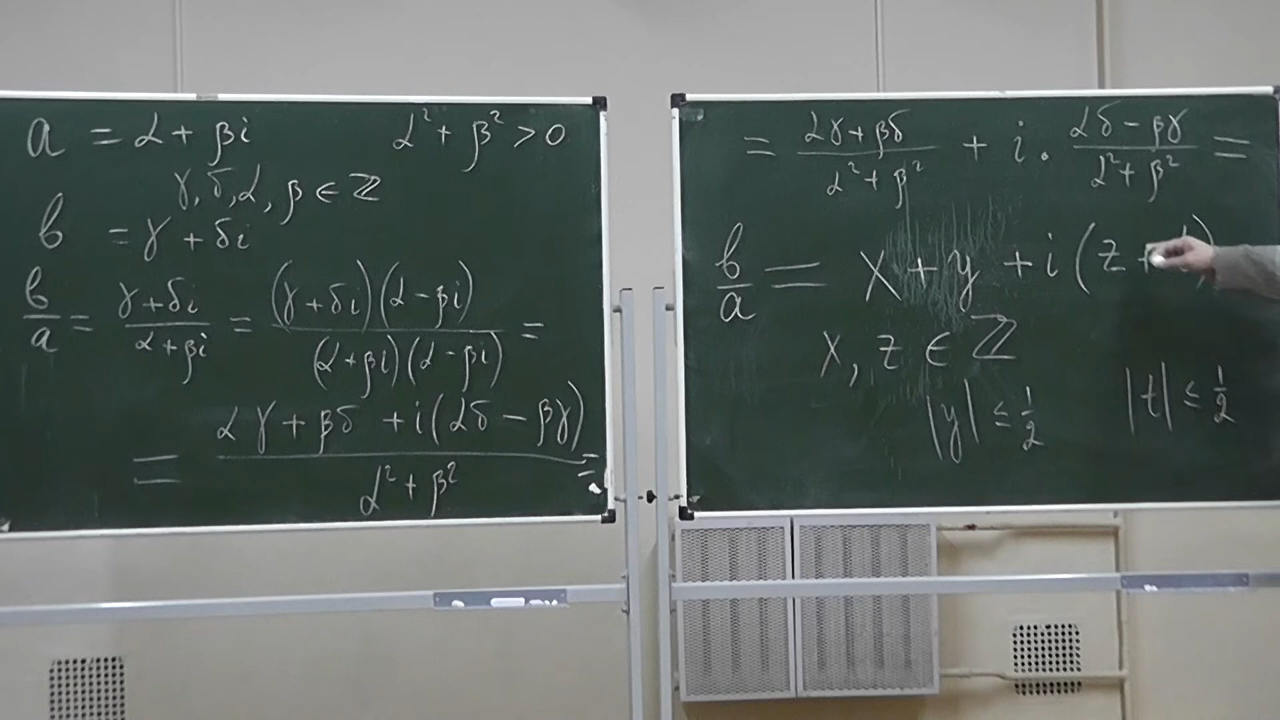 a = α + βi α² + β² > 0
γ, δ, α, β ∈ ℤ
b = γ + δi
b/a = (γ + δi)/(α + βi) = ((γ + δi)(α − βi))/((α + βi)(α − βi)) =
= (αγ + βδ + i(αδ − βγ))/(α² + β²) =
= (αγ + βδ)/(α² + β²) + i · (αδ − βγ)/(α² + β²) =
b/a = x + y + i(z +
x, z ∈ ℤ
|y| ≤ 1/2 |t| ≤ 1/2